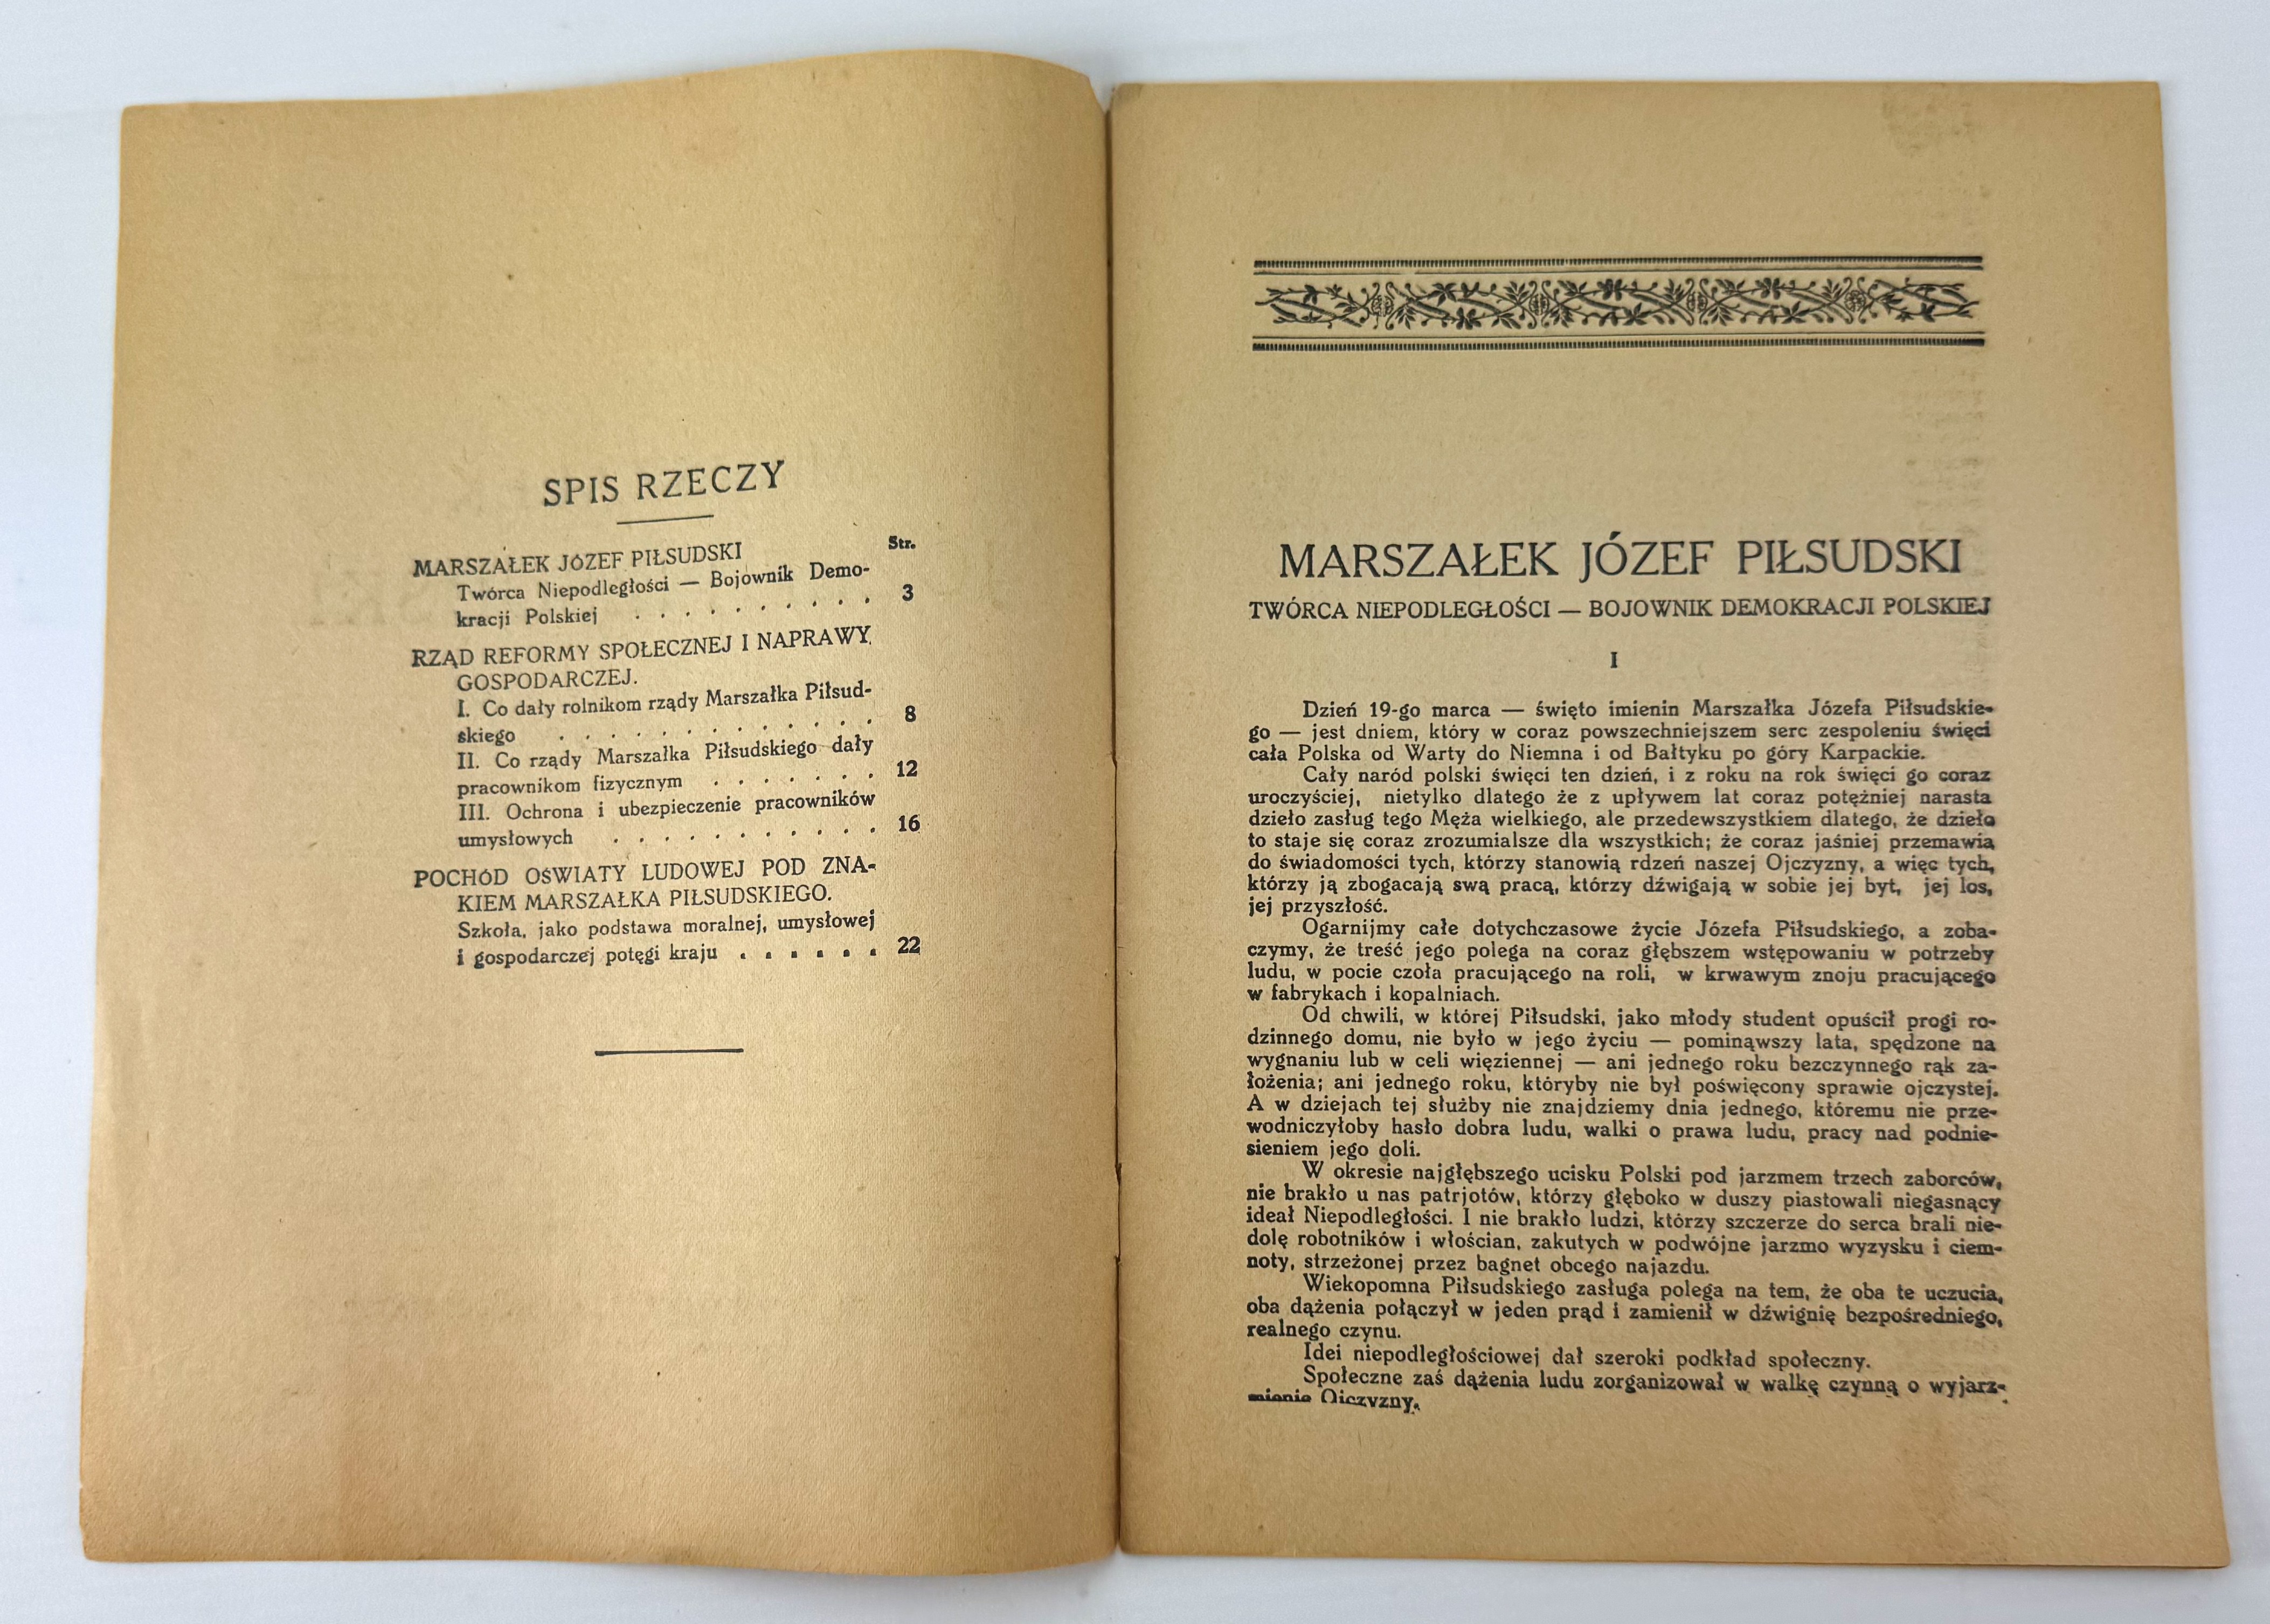 SPIS RZECZY
Str.
MARSZAŁEK JÓZEF PIŁSUDSKI
Twórca Niepodległości — Bojownik Demo-
kracji Polskiej . . . . . . . . . . 3
RZĄD REFORMY SPOŁECZNEJ I NAPRAWY
GOSPODARCZEJ.
I. Co dały rolnikom rządy Marszałka Piłsud-
skiego . . . . . . . . . . . . . 8
II. Co rządy Marszałka Piłsudskiego dały
pracownikom fizycznym . . . . . . . 12
III. Ochrona i ubezpieczenie pracowników
umysłowych . . . . . . . . . . . 16
POCHÓD OŚWIATY LUDOWEJ POD ZNA-
KIEM MARSZAŁKA PIŁSUDSKIEGO.
Szkoła, jako podstawa moralnej, umysłowej
i gospodarczej potęgi kraju . . . . . . 22
MARSZAŁEK JÓZEF PIŁSUDSKI
TWÓRCA NIEPODLEGŁOŚCI — BOJOWNIK DEMOKRACJI POLSKIEJ
I
Dzień 19-go marca — święto imienin Marszałka Józefa Piłsudskie-
go — jest dniem, który w coraz powszechniejszem serc zespoleniu święci
cała Polska od Warty do Niemna i od Bałtyku po góry Karpackie.
Cały naród polski święci ten dzień, i z roku na rok święci go coraz
uroczyściej, nietylko dlatego że z upływem lat coraz potężniej narasta
dzieło zasług tego Męża wielkiego, ale przedewszystkiem dlatego, że dzieło
to staje się coraz zrozumialsze dla wszystkich; że coraz jaśniej przemawia
do świadomości tych, którzy stanowią rdzeń naszej Ojczyzny, a więc tych,
którzy ją zbogacają swą pracą, którzy dźwigają w sobie jej byt, jej los,
jej przyszłość.
Ogarnijmy całe dotychczasowe życie Józefa Piłsudskiego, a zoba-
czymy, że treść jego polega na coraz głębszem wstępowaniu w potrzeby
ludu, w pocie czoła pracującego na roli, w krwawym znoju pracującego
w fabrykach i kopalniach.
Od chwili, w której Piłsudski, jako młody student opuścił progi ro-
dzinnego domu, nie było w jego życiu — pominąwszy lata, spędzone na
wygnaniu lub w celi więziennej — ani jednego roku bezczynnego rąk za-
łożenia; ani jednego roku, któryby nie był poświęcony sprawie ojczystej.
A w dziejach tej służby nie znajdziemy dnia jednego, któremu nie prze-
wodniczyłoby hasło dobra ludu, walki o prawa ludu, pracy nad podnie-
sieniem jego doli.
W okresie najgłębszego ucisku Polski pod jarzmem trzech zaborców,
nie brakło u nas patrjotów, którzy głęboko w duszy piastowali niegasnący
ideał Niepodległości. I nie brakło ludzi, którzy szczerze do serca brali nie-
dolę robotników i włościan, zakutych w podwójne jarzmo wyzysku i ciem-
noty, strzeżonej przez bagnet obcego najazdu.
Wiekopomna Piłsudskiego zasługa polega na tem, że oba te uczucia,
oba dążenia połączył w jeden prąd i zamienił w dźwignię bezpośredniego,
realnego czynu.
Idei niepodległościowej dał szeroki podkład społeczny.
Społeczne zaś dążenia ludu zorganizował w walkę czynną o wyjarz-
mienie Ojczyzny.